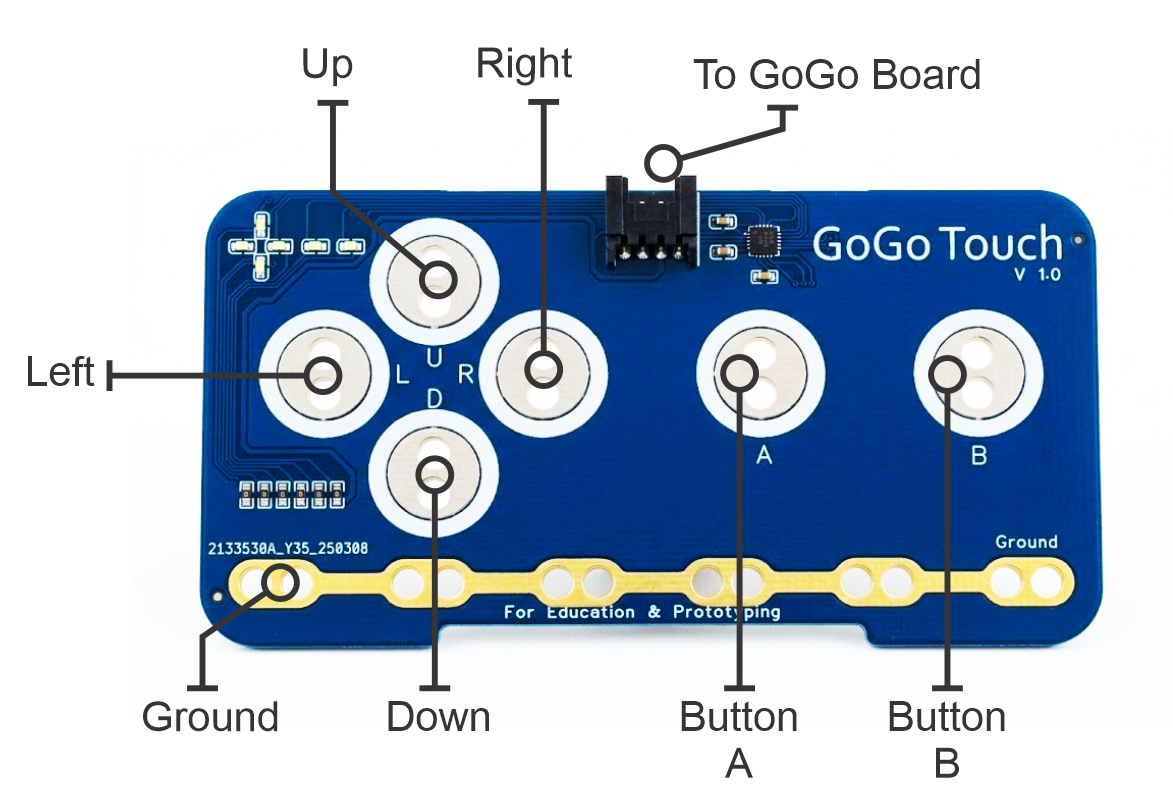 Up
Right
To GoGo Board
GoGo Touch
V 1.0
Left
U
L
R
D
A
B
2133530A_Y35_250308
Ground
For Education & Prototyping
Ground
Down
Button
A
Button
B